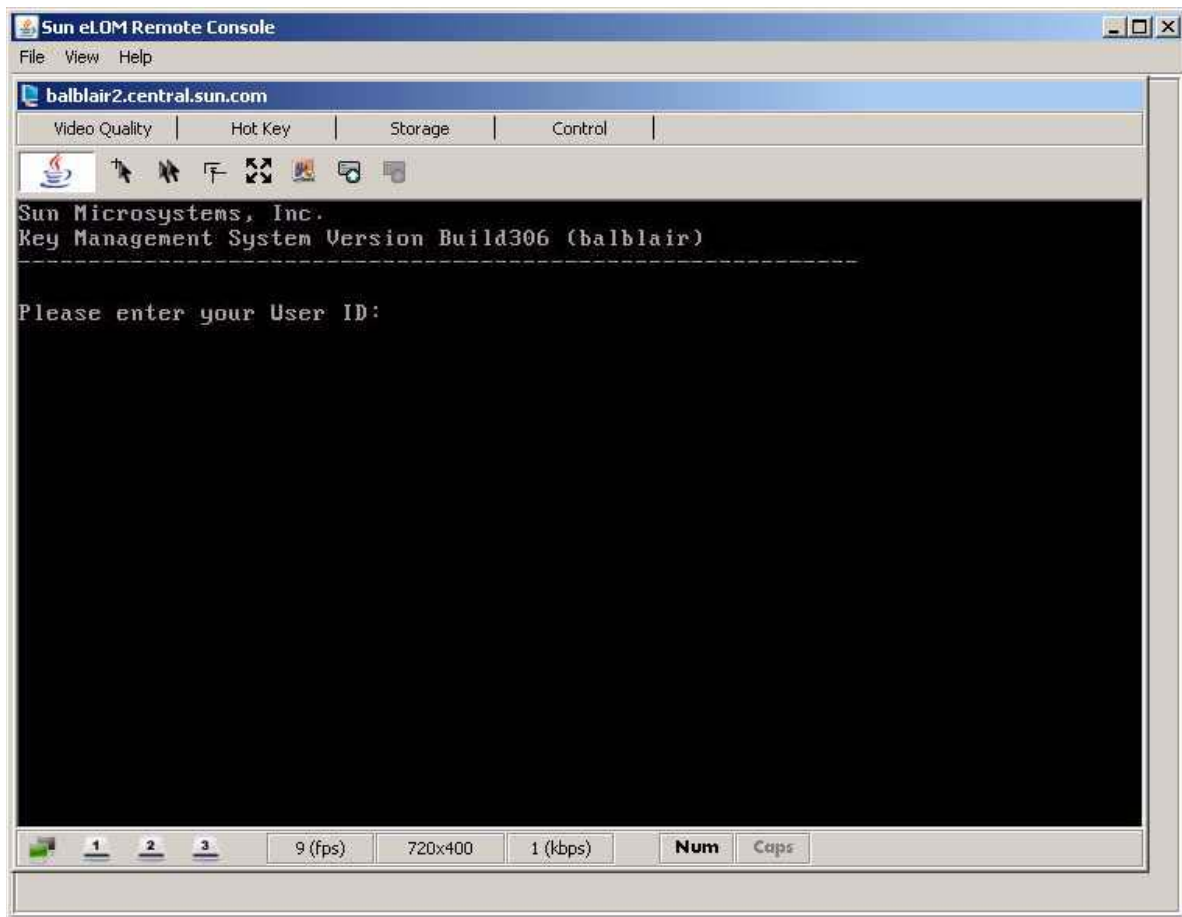 Sun eLOM Remote Console
File View Help
balblair2.central.sun.com
Video Quality | Hot Key | Storage | Control |
Sun Microsystems, Inc.
Key Management System Version Build306 (balblair)
------------------------------------------------------------
Please enter your User ID:
1 2 3 9 (fps) 720x400 1 (kbps) Num Caps